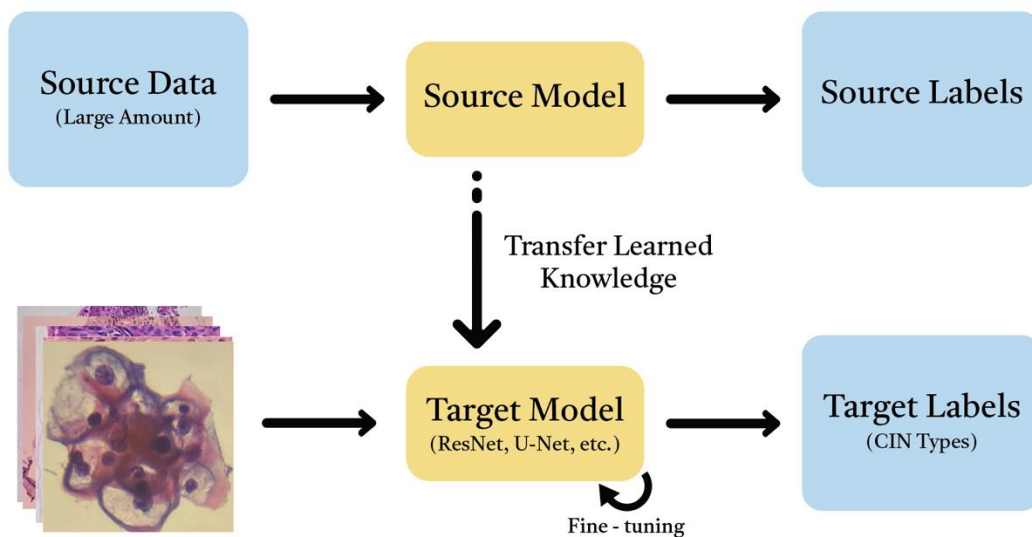 Source Data
(Large Amount)
Source Model
Source Labels
Transfer Learned
Knowledge
Target Model
(ResNet, U-Net, etc.)
Target Labels
(CIN Types)
Fine - tuning